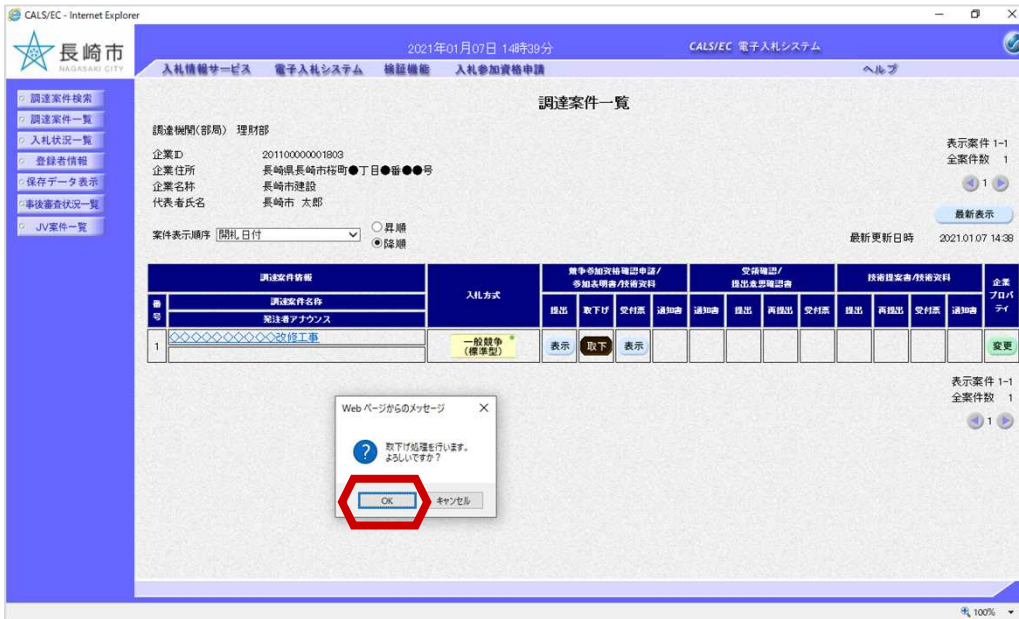 CALS/EC - Internet Explorer
長崎市
NAGASAKI CITY
2021年01月07日 14時39分
CALS/EC 電子入札システム
入札情報サービス 電子入札システム 検証機能 入札参加資格申請 ヘルプ
調達案件検索
調達案件一覧
入札状況一覧
登録者情報
保存データ表示
事後審査状況一覧
JV案件一覧
調達案件一覧
調達機関(部局) 理財部
企業ID 201100000001803
企業住所 長崎県長崎市桜町●丁目●番●●号
企業名称 長崎市建設
代表者氏名 長崎市 太郎
表示案件 1-1
全案件数 1
1
最新表示
案件表示順序 開札日付
昇順
降順
最新更新日時 2021.01.07 14:38
調達案件情報
入札方式
競争参加資格確認申請/
参加表明書/技術資料
受領確認/
提出意思確認書
技術提案書/技術資料
企業
プロパ
ティ
番号
調達案件名称
発注者アナウンス
提出 取下げ 受付票 通知書 通知書 提出 再提出 受付票 提出 再提出 受付票 通知書
1 ◇◇◇◇◇◇◇◇◇◇改修工事
一般競争
(標準型)
表示 取下 表示 変更
表示案件 1-1
全案件数 1
1
Web ページからのメッセージ
取下げ処理を行います。
よろしいですか？
OK キャンセル
100%